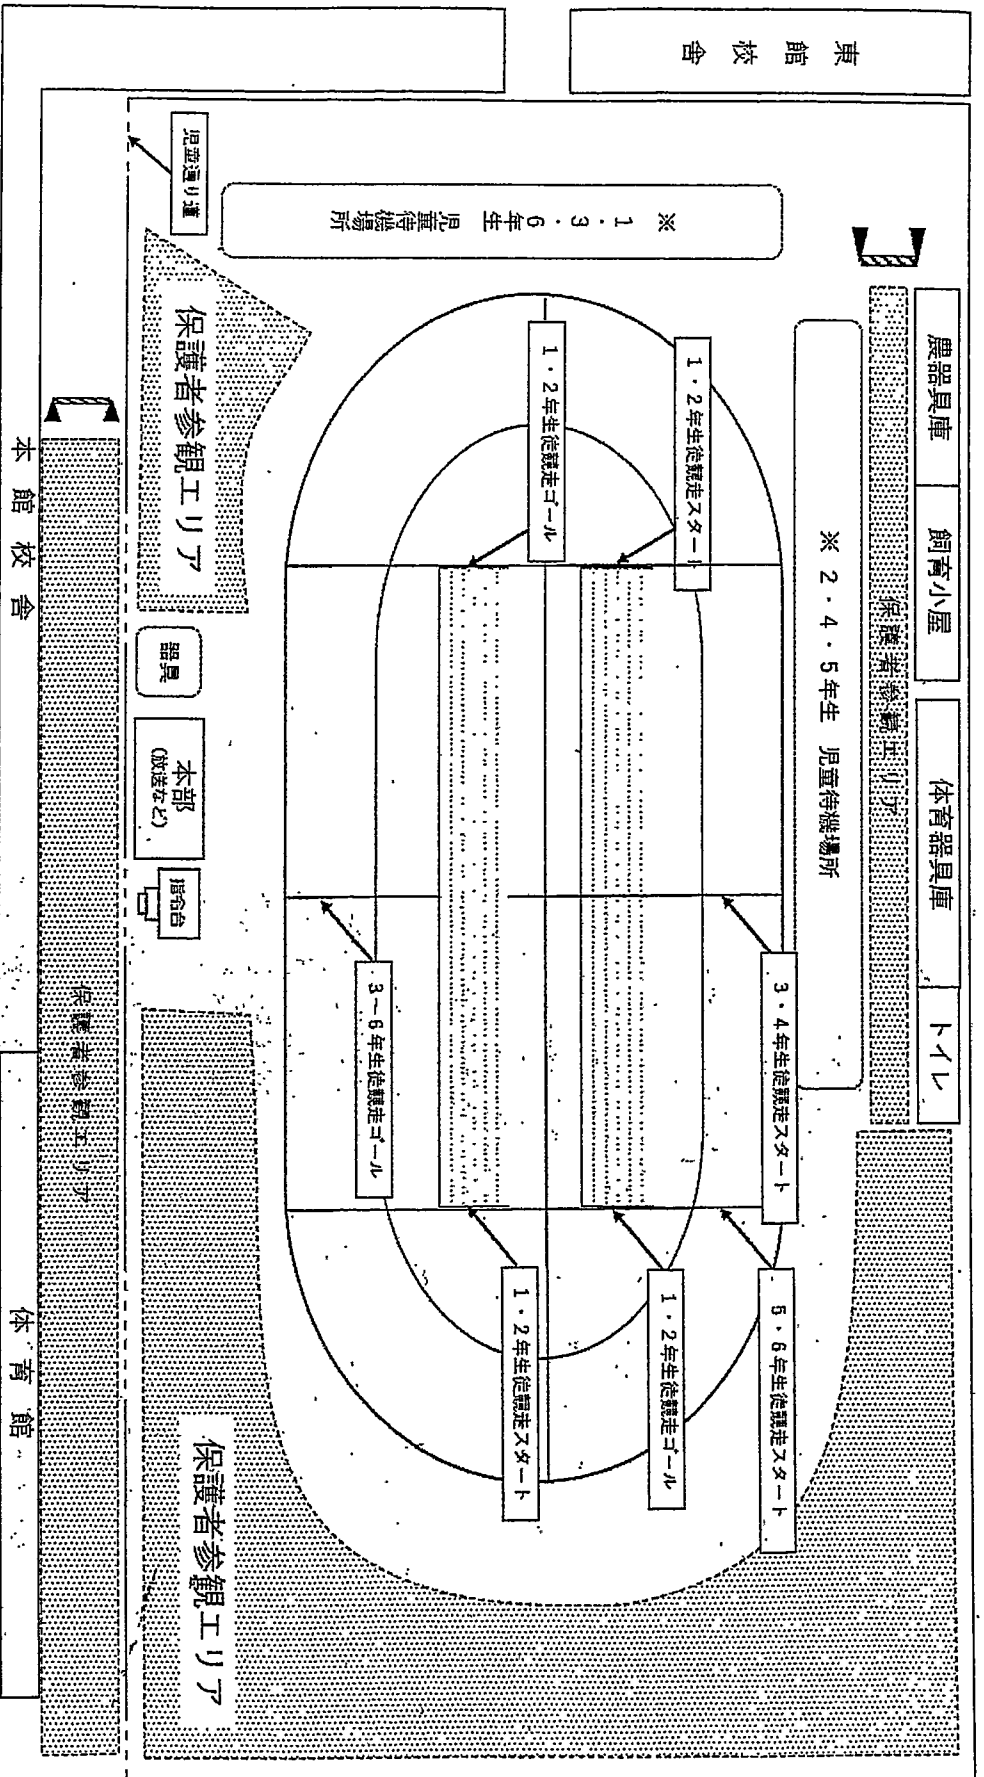 東館校舎
農器具庫
飼育小屋
体育器具庫
トイレ
保護者参観エリア
※ 2・4・5年生 児童待機場所
※ 1・3・6年生 児童待機場所
児童通り道
1・2年生徒競走スタート
1・2年生徒競走ゴール
3・4年生徒競走スタート
5・6年生徒競走スタート
1・2年生徒競走ゴール
1・2年生徒競走スタート
3~6年生徒競走ゴール
保護者参観エリア
器具
本部
(放送など)
指令台
保護者参観エリア
保護者参観エリア
本館校舎
体育館